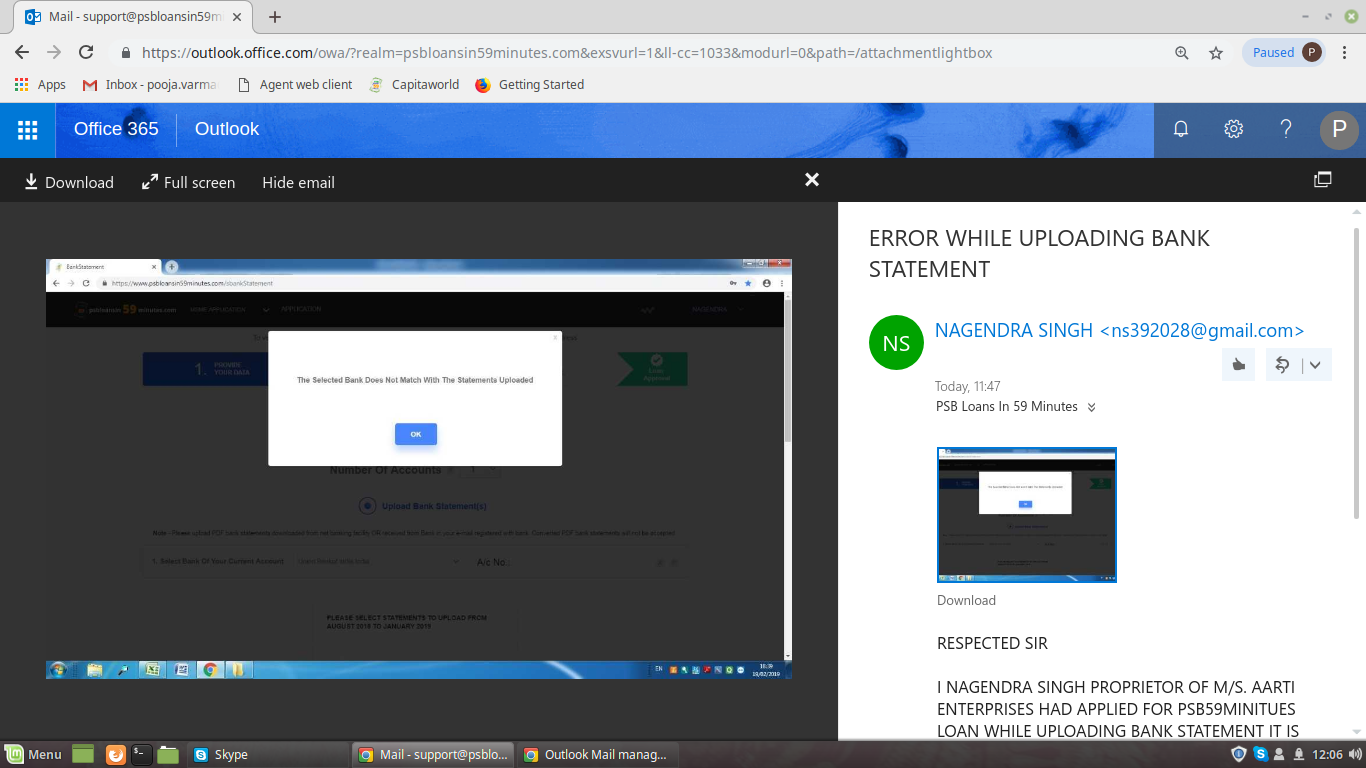 Mail - support@psbloansin59m
https://outlook.office.com/owa/?realm=psbloansin59minutes.com&exsvurl=1&ll-cc=1033&modurl=0&path=/attachmentlightbox
Paused P
Apps Inbox - pooja.varma Agent web client Capitaworld Getting Started
Office 365 Outlook P
Download Full screen Hide email
ERROR WHILE UPLOADING BANK
STATEMENT
NS
NAGENDRA SINGH <ns392028@gmail.com>
Today, 11:47
PSB Loans In 59 Minutes
Download
RESPECTED SIR
I NAGENDRA SINGH PROPRIETOR OF M/S. AARTI
ENTERPRISES HAD APPLIED FOR PSB59MINITUES
LOAN WHILE UPLOADING BANK STATEMENT IT IS
BankStatement
https://www.psbloansin59minutes.com/sbankStatement
psbloansin 59 minutes.com APPLICATION NAGENDRA
1. PROVIDE
YOUR DATA
Loan
Approval
The Selected Bank Does Not Match With The Statements Uploaded
OK
Number Of Accounts 1
Upload Bank Statement(s)
1. Select Bank Of Your Current Account A/c No.:
PLEASE SELECT STATEMENTS TO UPLOAD FROM
AUGUST 2018 TO JANUARY 2019
EN
18/02/2019
Menu Skype Mail - support@psblo... Outlook Mail manag... 12:06